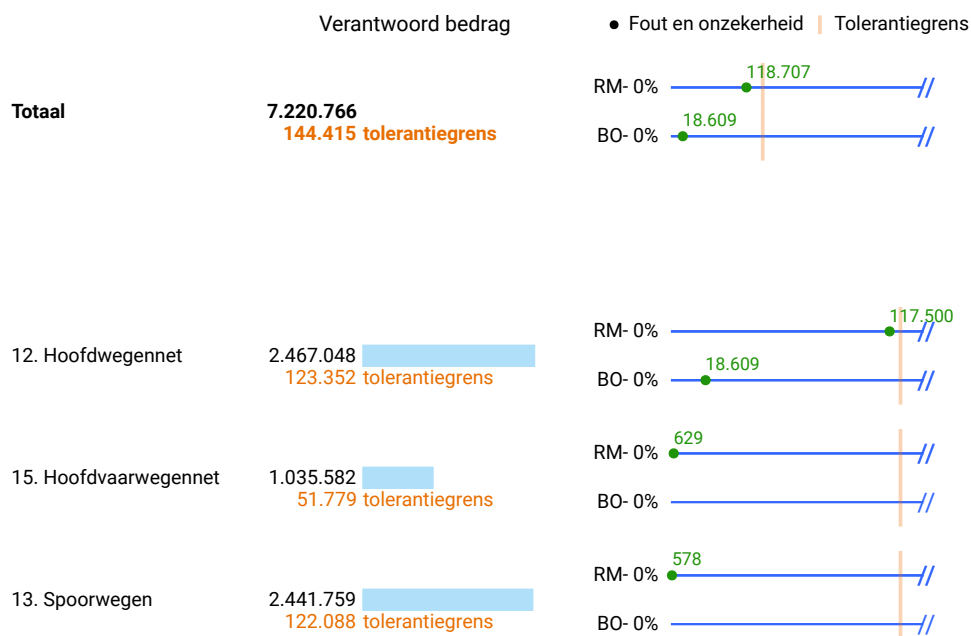 Verantwoord bedrag
Fout en onzekerheid Tolerantiegrens
RM- 0% 118.707
Totaal 7.220.766
144.415 tolerantiegrens
BO- 0% 18.609
RM- 0% 117.500
12. Hoofdwegennet 2.467.048
123.352 tolerantiegrens
BO- 0% 18.609
RM- 0% 629
15. Hoofdvaarwegennet 1.035.582
51.779 tolerantiegrens
BO- 0%
RM- 0% 578
13. Spoorwegen 2.441.759
122.088 tolerantiegrens
BO- 0%